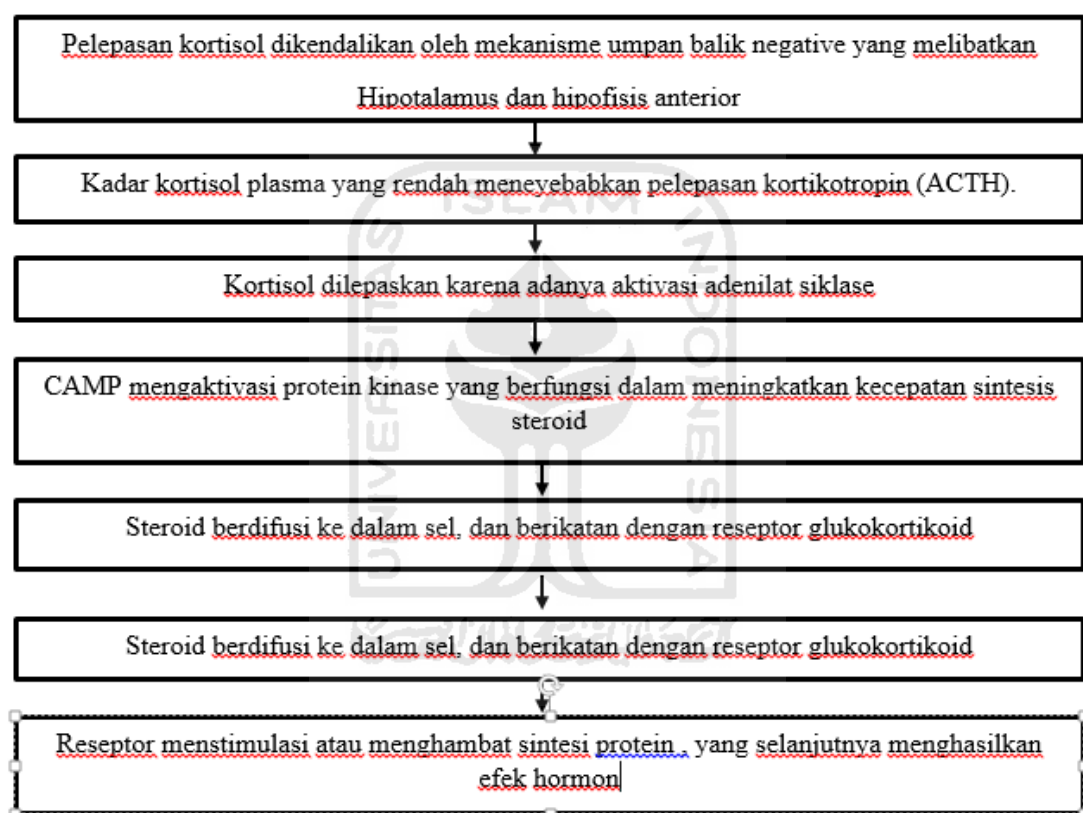 Pelepasan kortisol dikendalikan oleh mekanisme umpan balik negative yang melibatkan
Hipotalamus dan hipofisis anterior
Kadar kortisol plasma yang rendah meneyebabkan pelepasan kortikotropin (ACTH).
Kortisol dilepaskan karena adanya aktivasi adenilat siklase
CAMP mengaktivasi protein kinase yang berfungsi dalam meningkatkan kecepatan sintesis
steroid
Steroid berdifusi ke dalam sel, dan berikatan dengan reseptor glukokortikoid
Steroid berdifusi ke dalam sel, dan berikatan dengan reseptor glukokortikoid
Reseptor menstimulasi atau menghambat sintesi protein , yang selanjutnya menghasilkan
efek hormon
UNIVERSITAS
ISLAM
INDONESIA